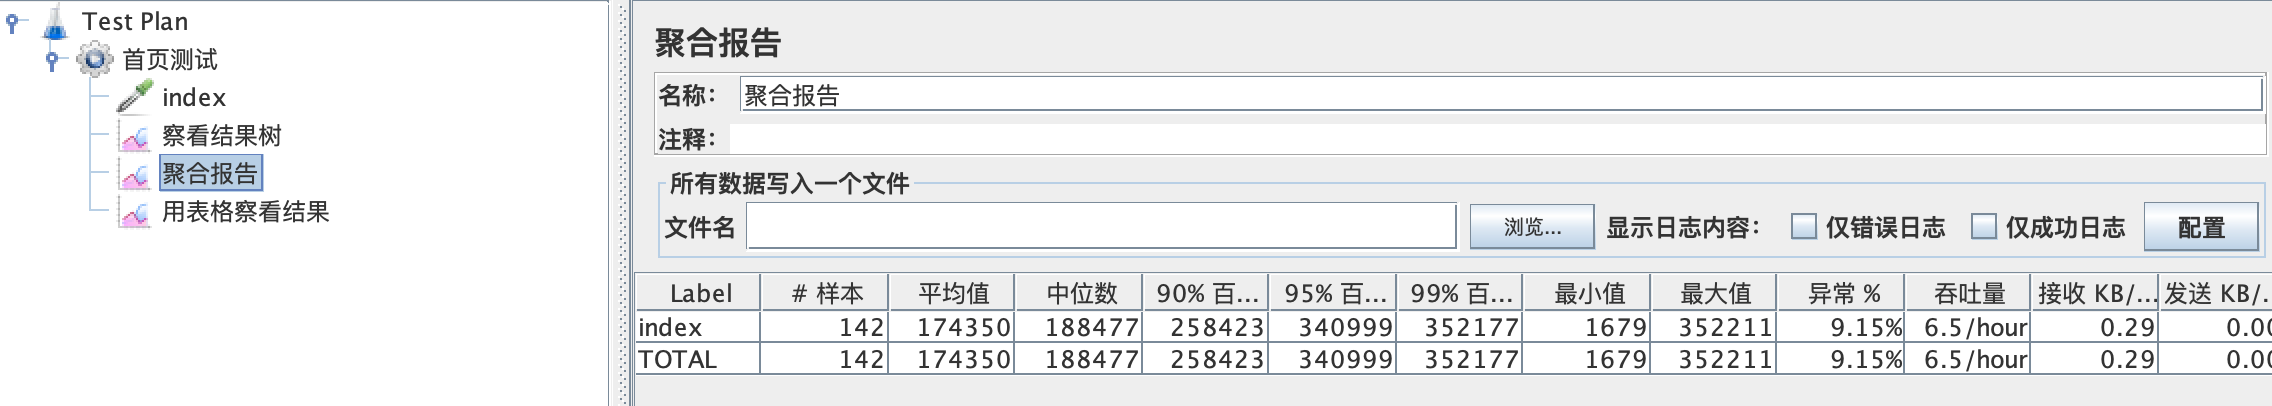 Test Plan
首页测试
index
察看结果树
聚合报告
用表格察看结果
聚合报告
名称： 聚合报告
注释：
所有数据写入一个文件
文件名 浏览... 显示日志内容： 仅错误日志 仅成功日志 配置
Label # 样本 平均值 中位数 90% 百... 95% 百... 99% 百... 最小值 最大值 异常 % 吞吐量 接收 KB/... 发送 KB/...
index 142 174350 188477 258423 340999 352177 1679 352211 9.15% 6.5/hour 0.29 0.00
TOTAL 142 174350 188477 258423 340999 352177 1679 352211 9.15% 6.5/hour 0.29 0.00